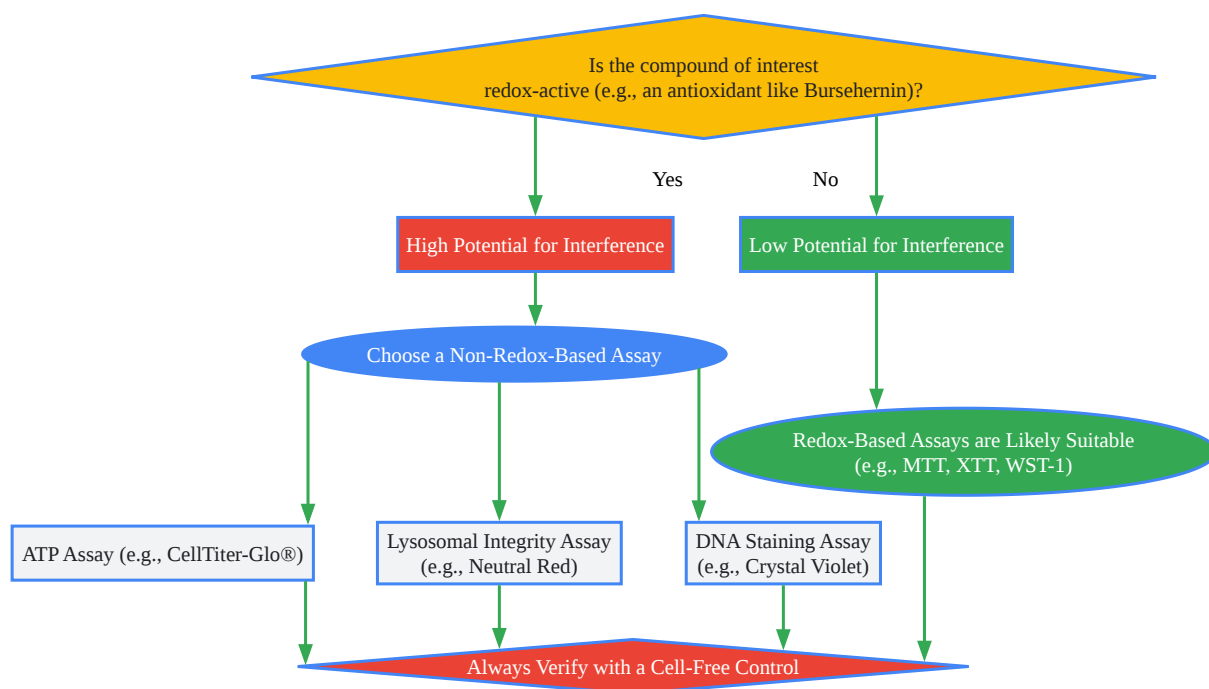 Is the compound of interest
redox-active (e.g., an antioxidant like Bursehernin)?
Yes
No
High Potential for Interference
Low Potential for Interference
Choose a Non-Redox-Based Assay
Redox-Based Assays are Likely Suitable
(e.g., MTT, XTT, WST-1)
ATP Assay (e.g., CellTiter-Glo®)
Lysosomal Integrity Assay
(e.g., Neutral Red)
DNA Staining Assay
(e.g., Crystal Violet)
Always Verify with a Cell-Free Control